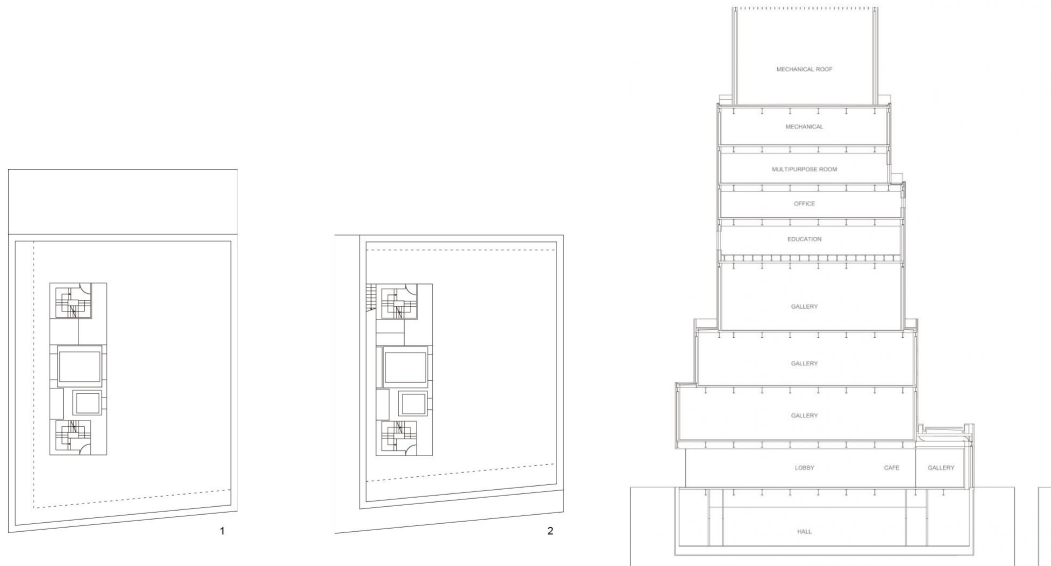 1
2
MECHANICAL ROOF
MECHANICAL
MULTIPURPOSE ROOM
OFFICE
EDUCATION
GALLERY
GALLERY
GALLERY
LOBBY CAFE GALLERY
HALL